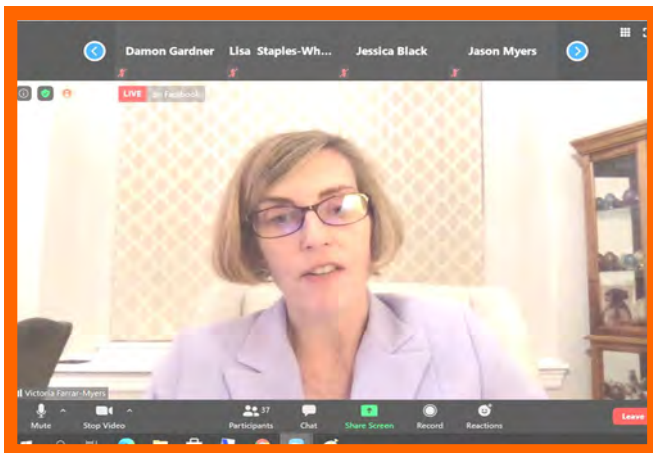 Damon Gardner Lisa Staples-Wh... Jessica Black Jason Myers
LIVE on Facebook
Victoria Farrar-Myers
37
Mute Stop Video Participants Chat Share Screen Record Reactions Leave